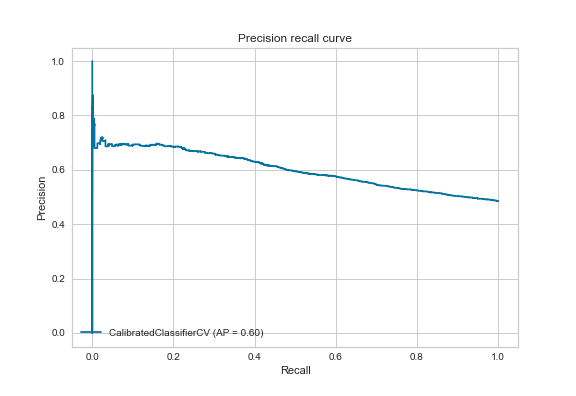 Precision recall curve
1.0
0.8
0.6
0.4
0.2
0.0
Precision
CalibratedClassifierCV (AP = 0.60)
0.0 0.2 0.4 0.6 0.8 1.0
Recall